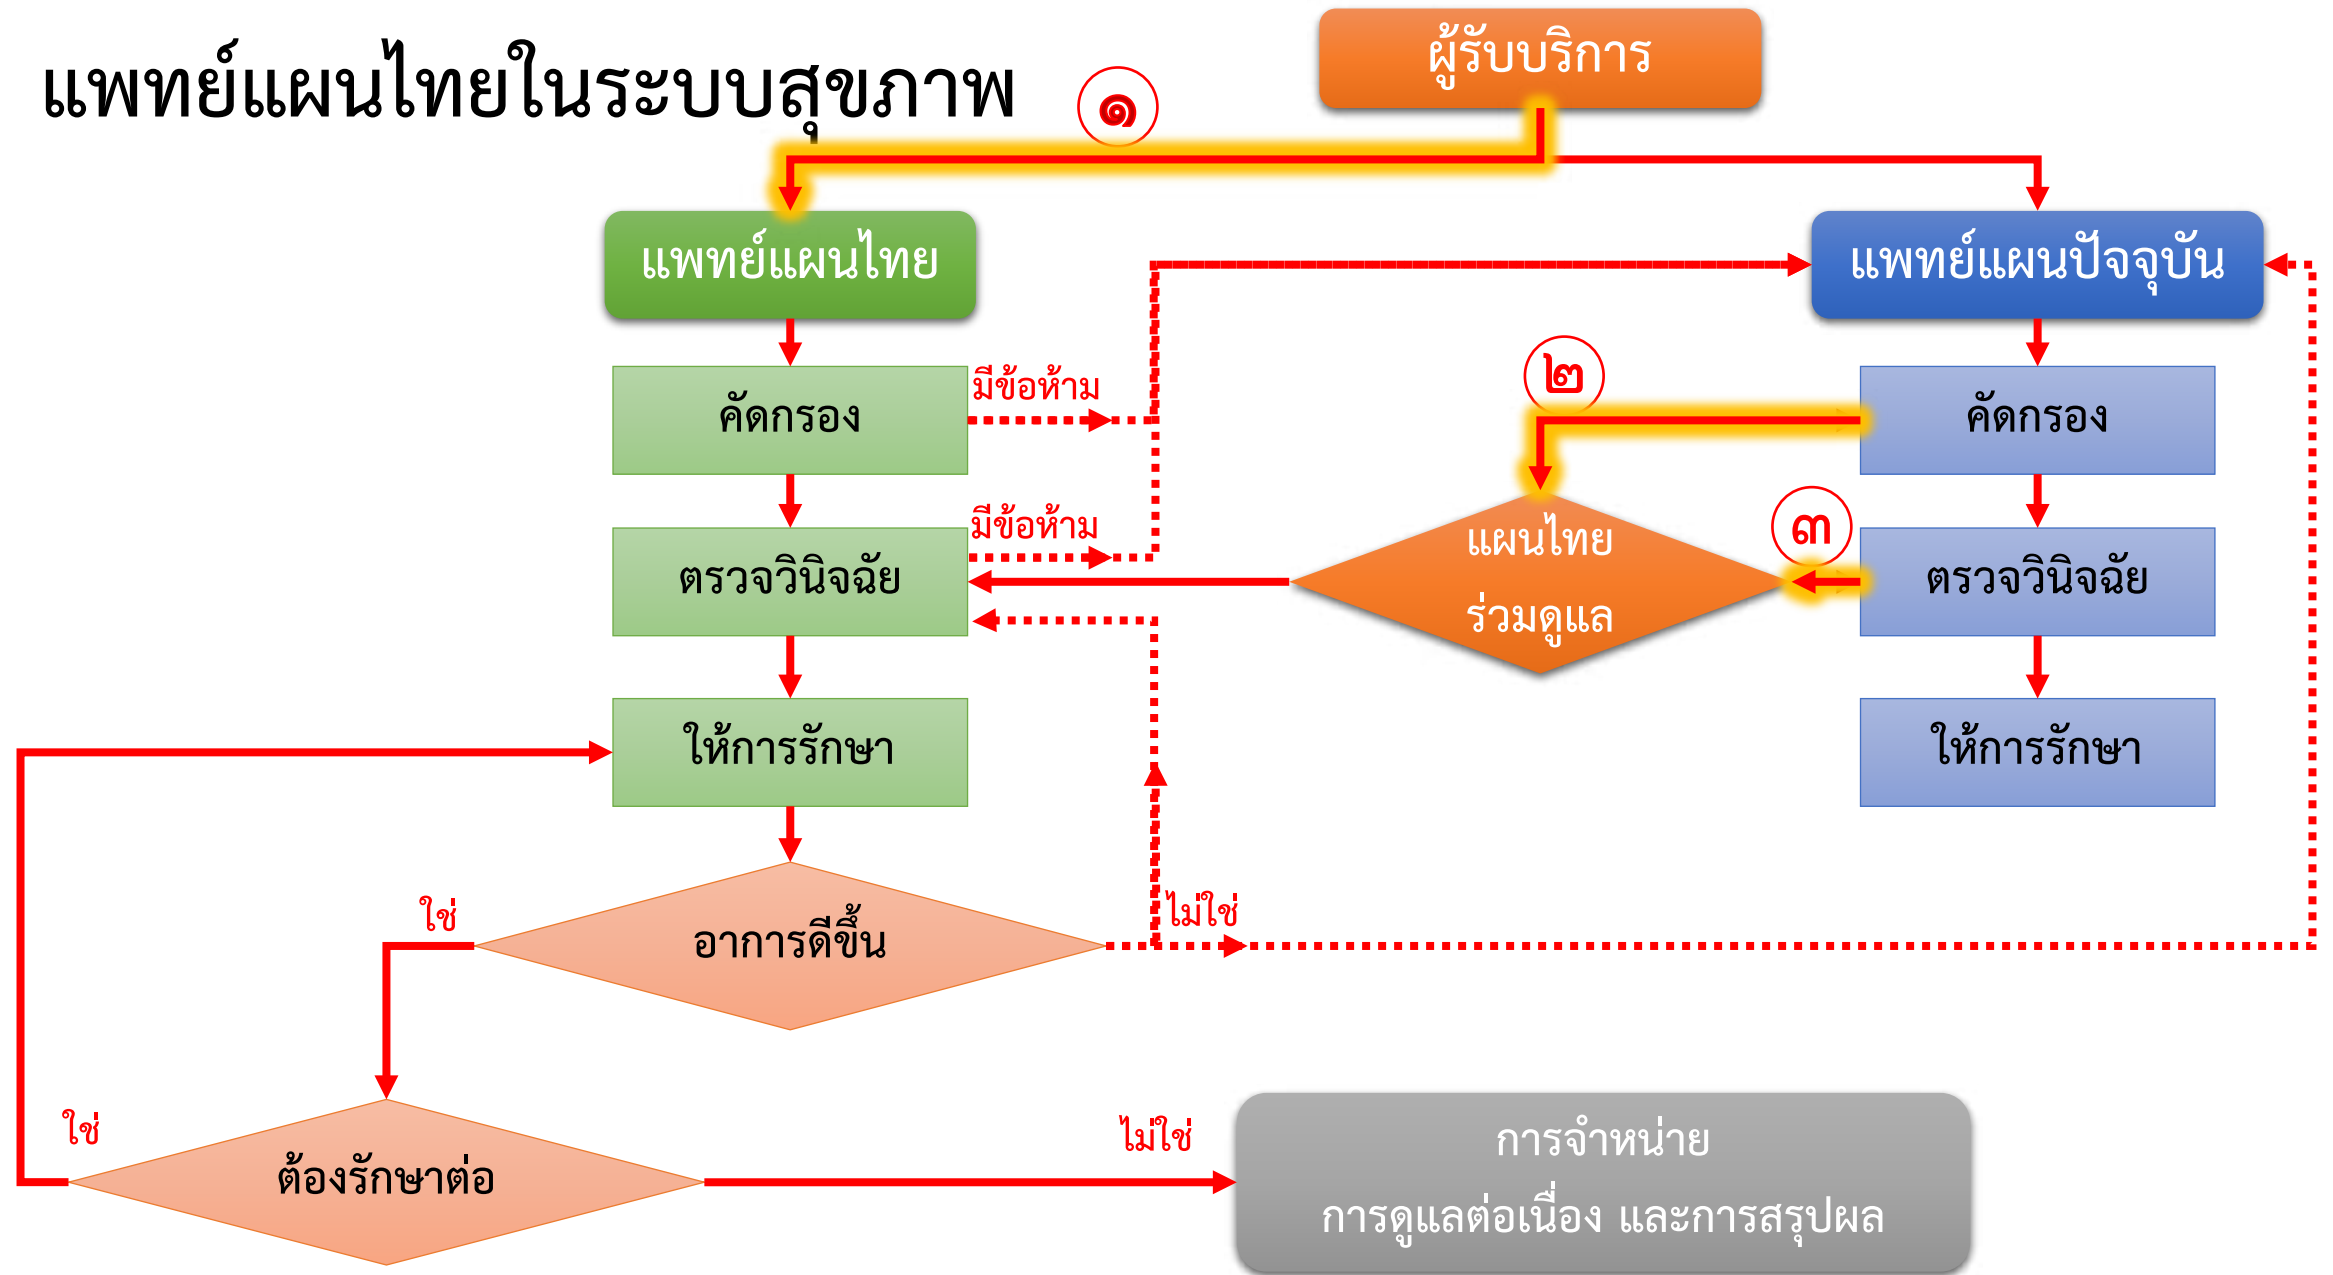 แพทย์แผนไทยในระบบสุขภาพ
ผู้รับบริการ
๑
แพทย์แผนไทย
แพทย์แผนปัจจุบัน
คัดกรอง
มีข้อห้าม
๒
คัดกรอง
ตรวจวินิจฉัย
มีข้อห้าม
แผนไทย
ร่วมดูแล
๓
ตรวจวินิจฉัย
ให้การรักษา
ให้การรักษา
ใช่
อาการดีขึ้น
ไม่ใช่
ใช่
ต้องรักษาต่อ
ไม่ใช่
การจำหน่าย
การดูแลต่อเนื่อง และการสรุปผล